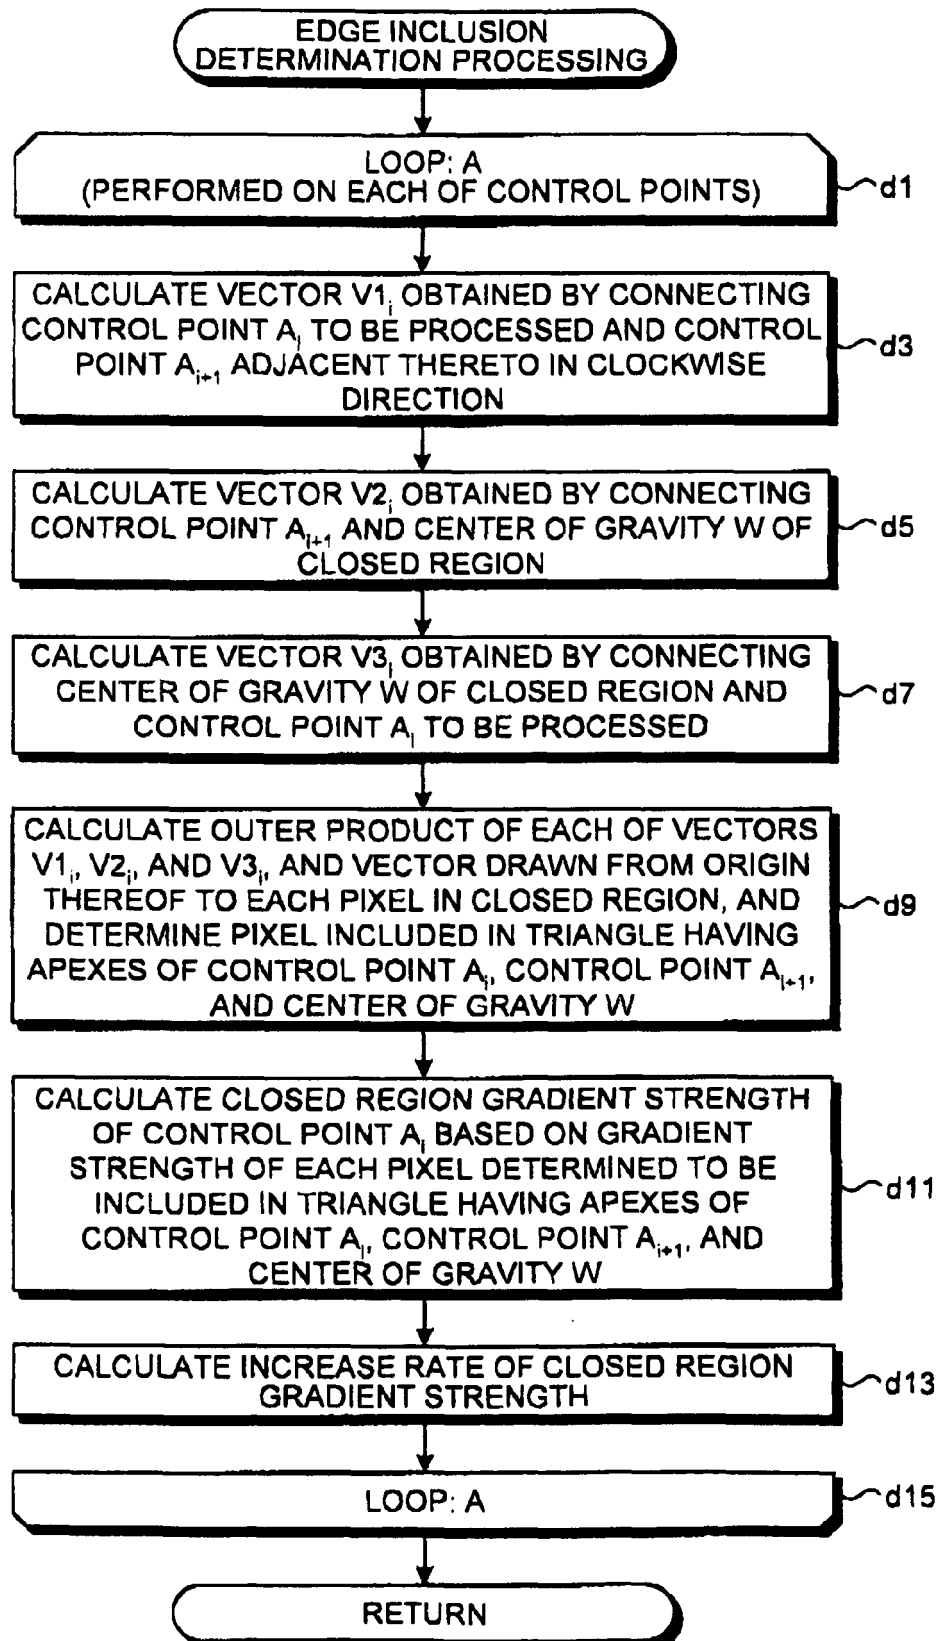 EDGE INCLUSION
DETERMINATION PROCESSING
LOOP: A
(PERFORMED ON EACH OF CONTROL POINTS)
d1
CALCULATE VECTOR V1ᵢ OBTAINED BY CONNECTING
CONTROL POINT Aᵢ TO BE PROCESSED AND CONTROL
POINT Aᵢ₊₁ ADJACENT THERETO IN CLOCKWISE
DIRECTION
d3
CALCULATE VECTOR V2ᵢ OBTAINED BY CONNECTING
CONTROL POINT Aᵢ₊₁ AND CENTER OF GRAVITY W OF
CLOSED REGION
d5
CALCULATE VECTOR V3ᵢ OBTAINED BY CONNECTING
CENTER OF GRAVITY W OF CLOSED REGION AND
CONTROL POINT Aᵢ TO BE PROCESSED
d7
CALCULATE OUTER PRODUCT OF EACH OF VECTORS
V1ᵢ, V2ᵢ, AND V3ᵢ, AND VECTOR DRAWN FROM ORIGIN
THEREOF TO EACH PIXEL IN CLOSED REGION, AND
DETERMINE PIXEL INCLUDED IN TRIANGLE HAVING
APEXES OF CONTROL POINT Aᵢ, CONTROL POINT Aᵢ₊₁,
AND CENTER OF GRAVITY W
d9
CALCULATE CLOSED REGION GRADIENT STRENGTH
OF CONTROL POINT Aᵢ BASED ON GRADIENT
STRENGTH OF EACH PIXEL DETERMINED TO BE
INCLUDED IN TRIANGLE HAVING APEXES OF
CONTROL POINT Aᵢ, CONTROL POINT Aᵢ₊₁, AND
CENTER OF GRAVITY W
d11
CALCULATE INCREASE RATE OF CLOSED REGION
GRADIENT STRENGTH
d13
LOOP: A
d15
RETURN